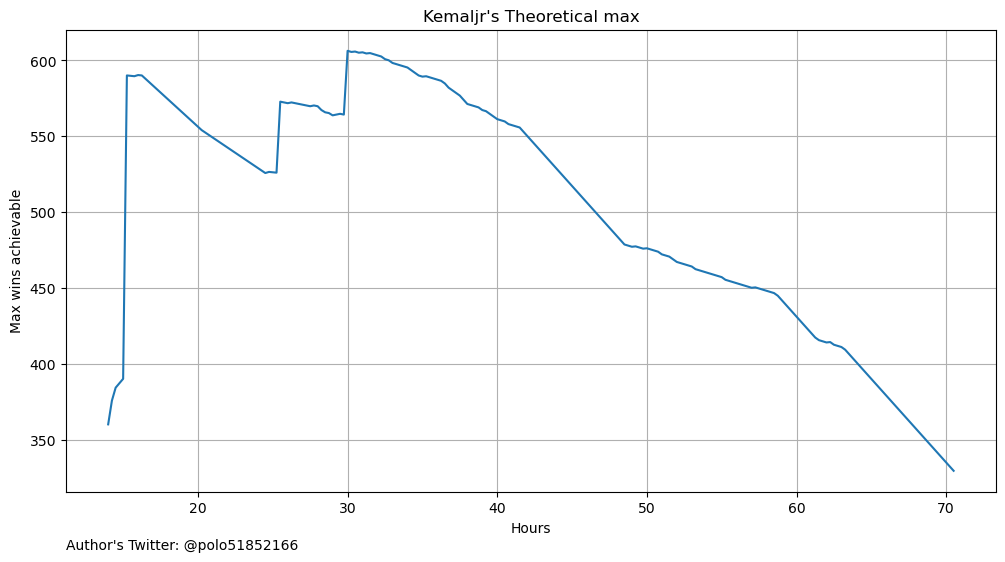 Kemaljr's Theoretical max
Max wins achievable
600
550
500
450
400
350
20 30 40 50 60 70
Hours
Author's Twitter: @polo51852166